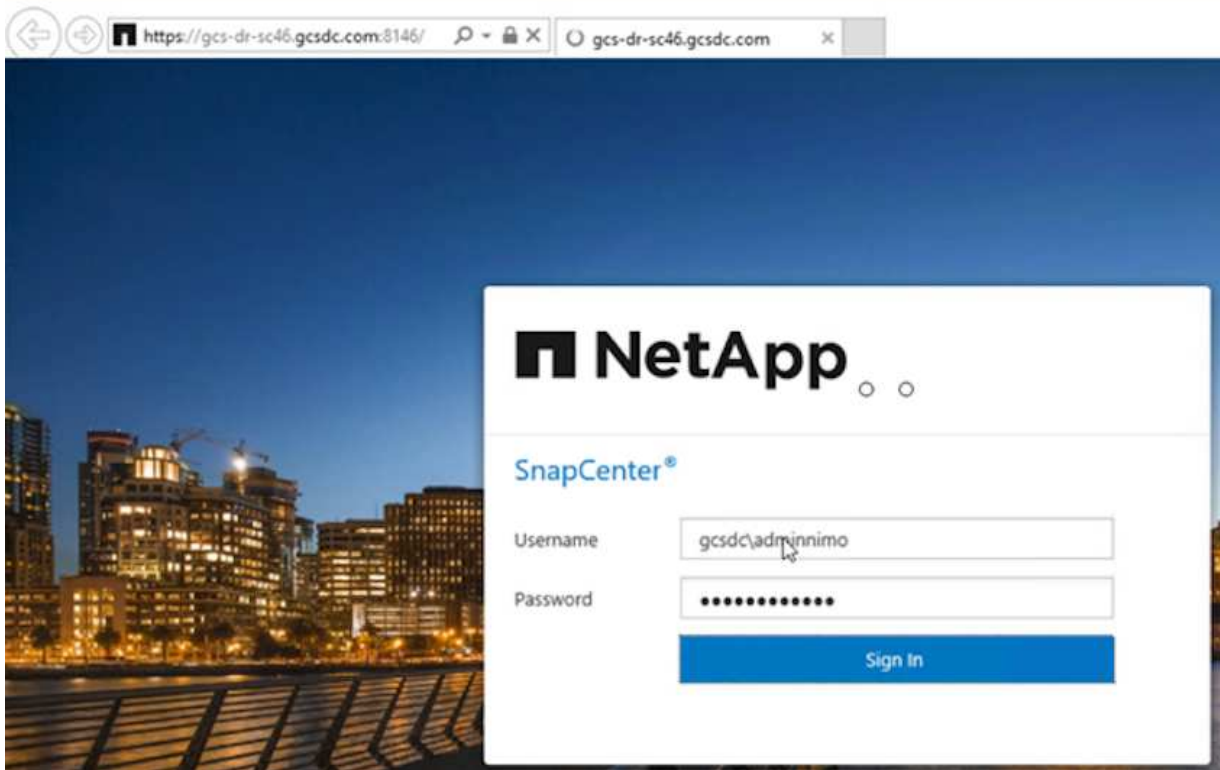 https://gcs-dr-sc46.gcsdc.com:8146/ gcs-dr-sc46.gcsdc.com
NetApp
SnapCenter®
Username gcsdc\adminnimo
Password ••••••••••••
Sign In